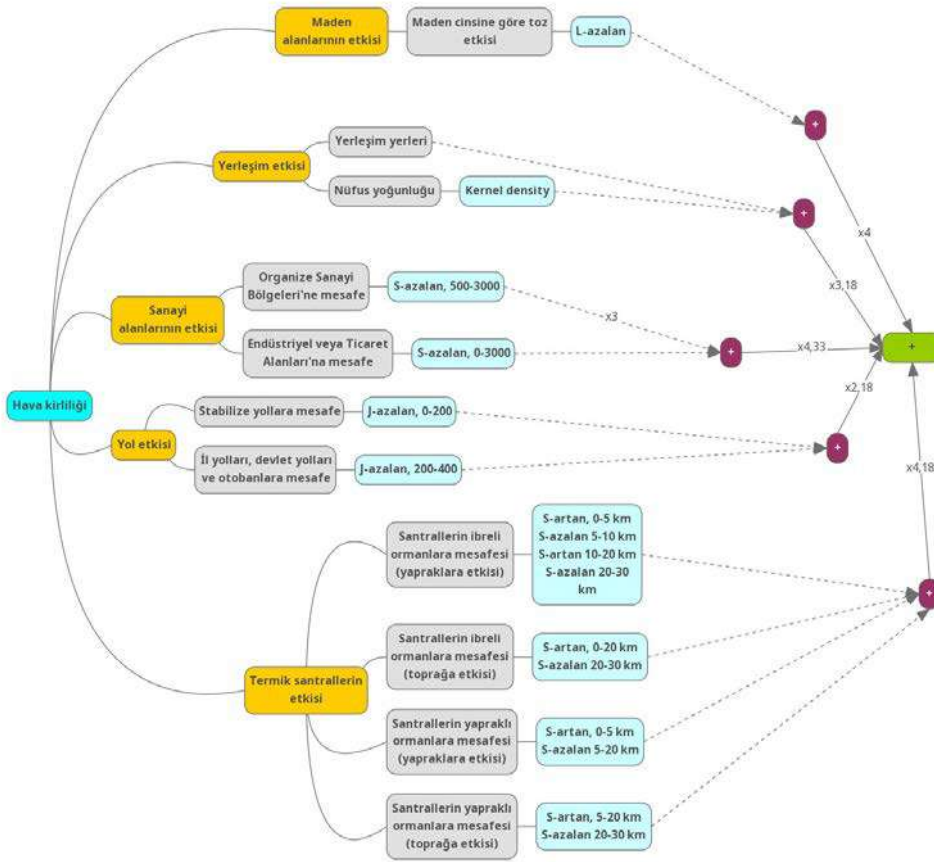 Maden
alanlarının etkisi
Maden cinsine göre toz
etkisi
L-azalan
+
Yerleşim etkisi
Yerleşim yerleri
Nüfus yoğunluğu
Kernel density
+
x4
x3,18
Sanayi
alanlarının etkisi
Organize Sanayi
Bölgeleri'ne mesafe
S-azalan, 500-3000
x3
Endüstriyel veya Ticaret
Alanları'na mesafe
S-azalan, 0-3000
+
x4,33
+
x2,18
Hava kirliliği
Yol etkisi
Stabilize yollara mesafe
J-azalan, 0-200
İl yolları, devlet yolları
ve otobanlara mesafe
J-azalan, 200-400
+
x4,18
Termik santrallerin
etkisi
Santrallerin ibreli
ormanlara mesafesi
(yapraklara etkisi)
S-artan, 0-5 km
S-azalan 5-10 km
S-artan 10-20 km
S-azalan 20-30
km
+
Santrallerin ibreli
ormanlara mesafesi
(toprağa etkisi)
S-artan, 0-20 km
S-azalan 20-30 km
Santrallerin yapraklı
ormanlara mesafesi
(yapraklara etkisi)
S-artan, 0-5 km
S-azalan 5-20 km
Santrallerin yapraklı
ormanlara mesafesi
(toprağa etkisi)
S-artan, 5-20 km
S-azalan 20-30 km